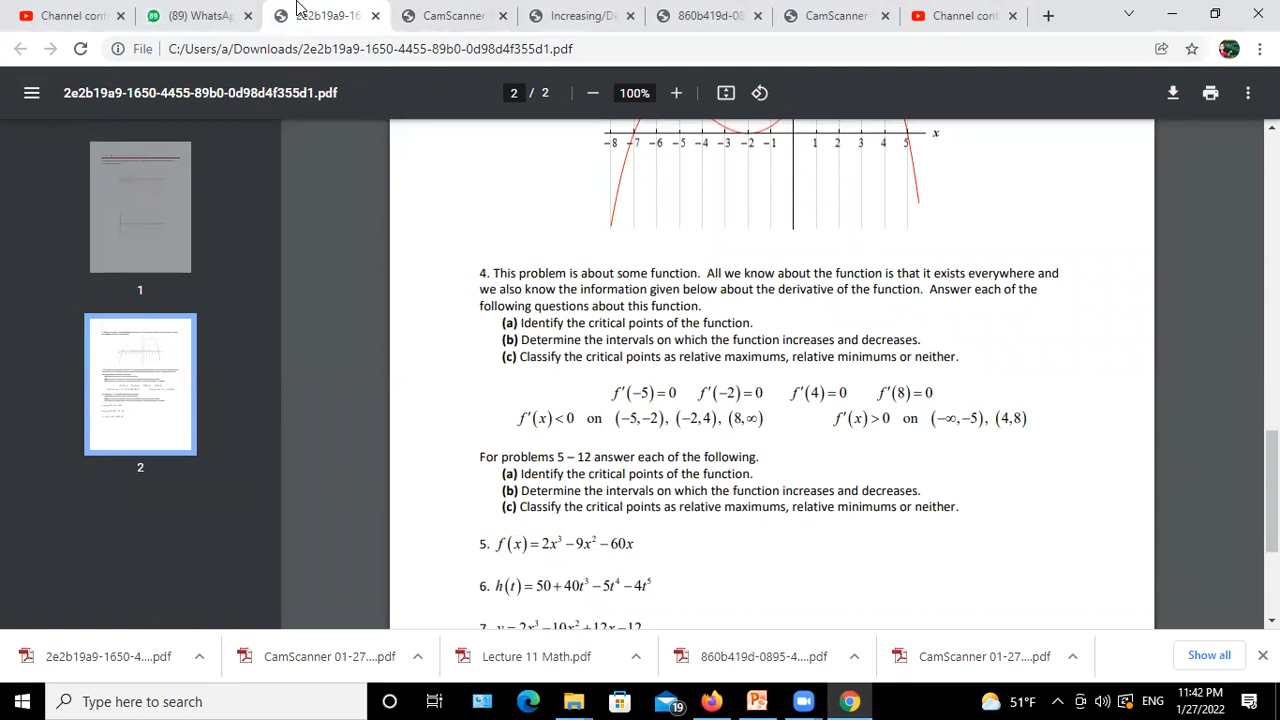 Channel cont
(89) WhatsAp
2e2b19a9-16
CamScanner
Increasing/De
860b419d-08
CamScanner
Channel cont
File C:/Users/a/Downloads/2e2b19a9-1650-4455-89b0-0d98d4f355d1.pdf
2e2b19a9-1650-4455-89b0-0d98d4f355d1.pdf 2 / 2 100%
1
2
-8 -7 -6 -5 -4 -3 -2 -1 1 2 3 4 5 x
4. This problem is about some function. All we know about the function is that it exists everywhere and
we also know the information given below about the derivative of the function. Answer each of the
following questions about this function.
(a) Identify the critical points of the function.
(b) Determine the intervals on which the function increases and decreases.
(c) Classify the critical points as relative maximums, relative minimums or neither.
f′(−5)=0 f′(−2)=0 f′(4)=0 f′(8)=0
f′(x)<0 on (−5,−2), (−2,4), (8,∞) f′(x)>0 on (−∞,−5), (4,8)
For problems 5 – 12 answer each of the following.
(a) Identify the critical points of the function.
(b) Determine the intervals on which the function increases and decreases.
(c) Classify the critical points as relative maximums, relative minimums or neither.
5. f(x)=2x³−9x²−60x
6. h(t)=50+40t³−5t⁴−4t⁵
7. y=2x³−10x²+12x−12
2e2b19a9-1650-4....pdf CamScanner 01-27....pdf Lecture 11 Math.pdf 860b419d-0895-4....pdf CamScanner 01-27....pdf Show all
Type here to search 19 51°F ENG
11:42 PM
1/27/2022